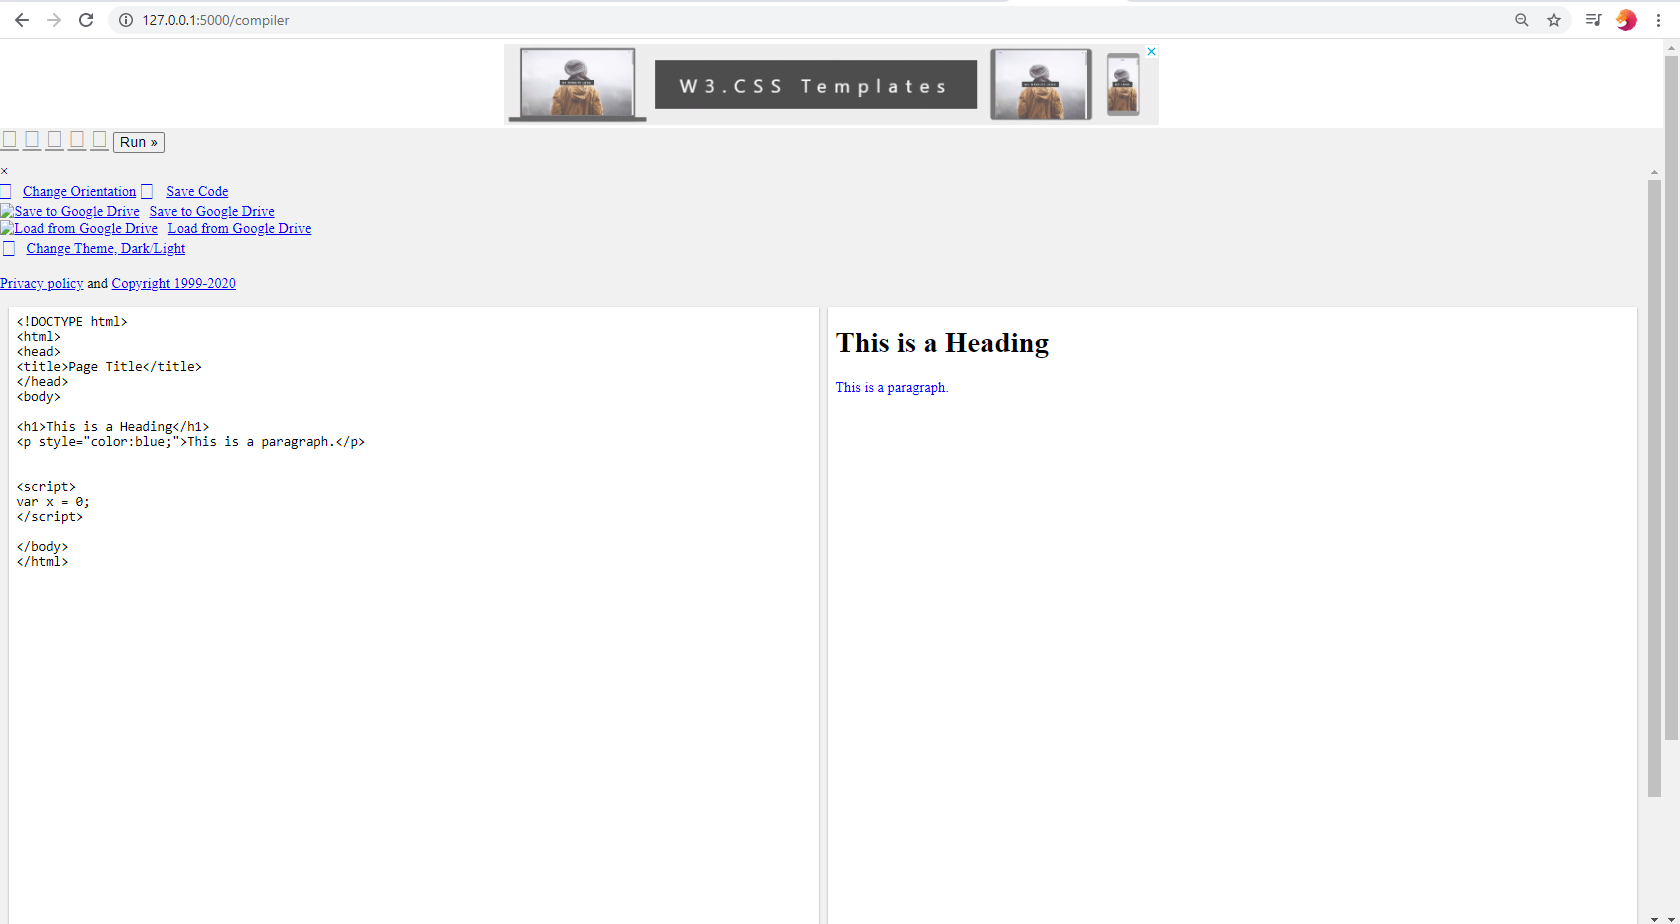 127.0.0.1:5000/compiler
W3.CSS Templates
Run »
×
Change Orientation Save Code
Save to Google Drive Save to Google Drive
Load from Google Drive Load from Google Drive
Change Theme, Dark/Light
Privacy policy and Copyright 1999-2020
<!DOCTYPE html>
<html>
<head>
<title>Page Title</title>
</head>
<body>
<h1>This is a Heading</h1>
<p style="color:blue;">This is a paragraph.</p>
<script>
var x = 0;
</script>
</body>
</html>
This is a Heading
This is a paragraph.